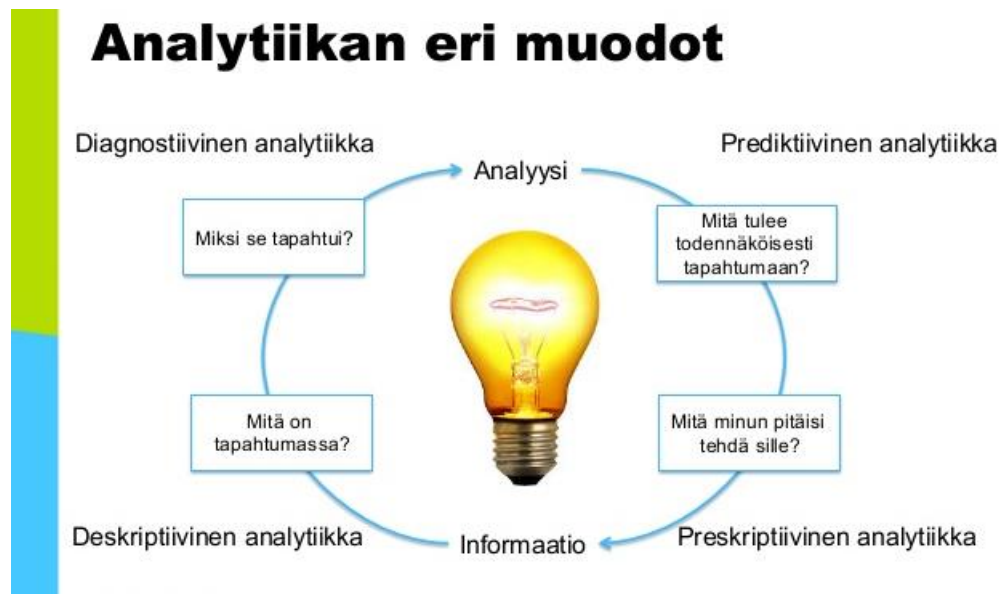 Analytiikan eri muodot
Diagnostiivinen analytiikka
Prediktiivinen analytiikka
Analyysi
Miksi se tapahtui?
Mitä tulee
todennäköisesti
tapahtumaan?
Mitä on
tapahtumassa?
Mitä minun pitäisi
tehdä sille?
Deskriptiivinen analytiikka
Informaatio
Preskriptiivinen analytiikka